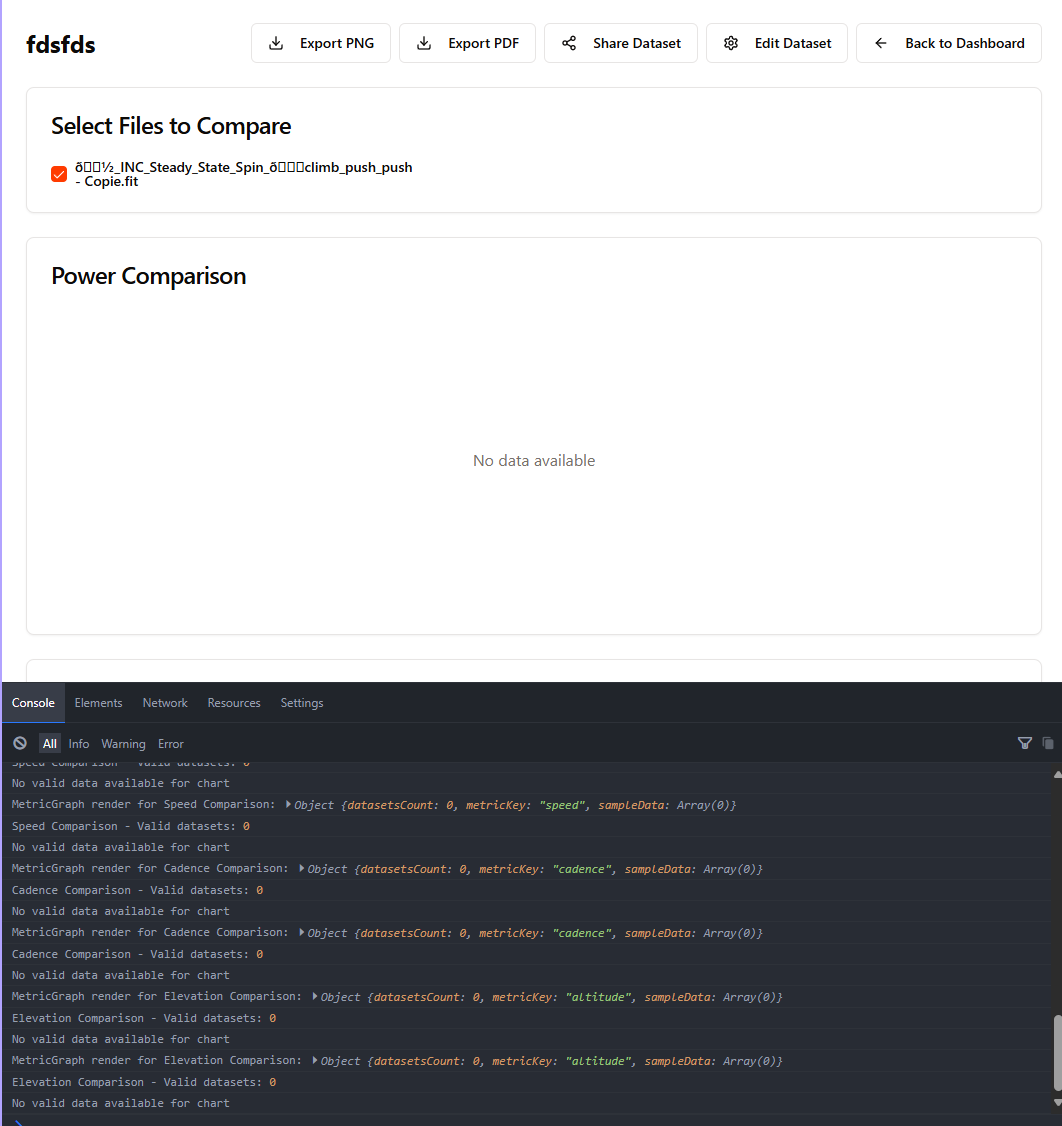 fdsfds
Export PNG
Export PDF
Share Dataset
Edit Dataset
Back to Dashboard
Select Files to Compare
ð½_INC_Steady_State_Spin_ðclimb_push_push
- Copie.fit
Power Comparison
No data available
Console Elements Network Resources Settings
All Info Warning Error
Speed Comparison - Valid datasets: 0
No valid data available for chart
MetricGraph render for Speed Comparison: Object {datasetsCount: 0, metricKey: "speed", sampleData: Array(0)}
Speed Comparison - Valid datasets: 0
No valid data available for chart
MetricGraph render for Cadence Comparison: Object {datasetsCount: 0, metricKey: "cadence", sampleData: Array(0)}
Cadence Comparison - Valid datasets: 0
No valid data available for chart
MetricGraph render for Cadence Comparison: Object {datasetsCount: 0, metricKey: "cadence", sampleData: Array(0)}
Cadence Comparison - Valid datasets: 0
No valid data available for chart
MetricGraph render for Elevation Comparison: Object {datasetsCount: 0, metricKey: "altitude", sampleData: Array(0)}
Elevation Comparison - Valid datasets: 0
No valid data available for chart
MetricGraph render for Elevation Comparison: Object {datasetsCount: 0, metricKey: "altitude", sampleData: Array(0)}
Elevation Comparison - Valid datasets: 0
No valid data available for chart